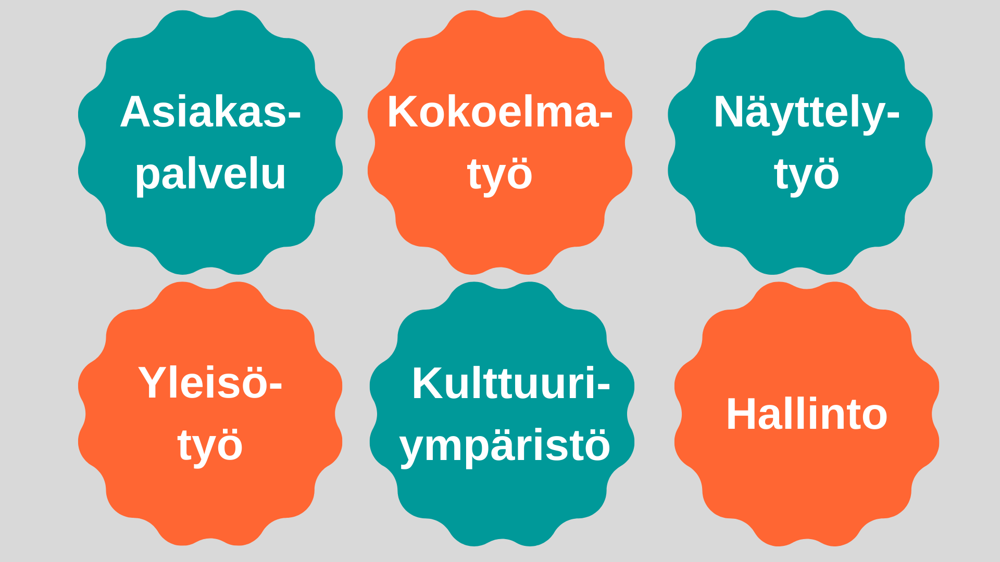 Asiakas-
palvelu
Kokoelma-
työ
Näyttely-
työ
Yleisö-
työ
Kulttuuri-
ympäristö
Hallinto